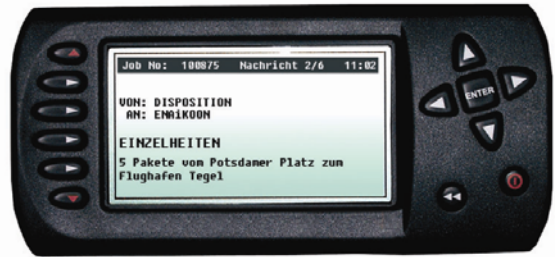 Job No: 100875 Nachricht 2/6 11:02
VON: DISPOSITION
AN: ENAiKOON
EINZELHEITEN
5 Pakete vom Potsdamer Platz zum
Flughafen Tegel
ENTER